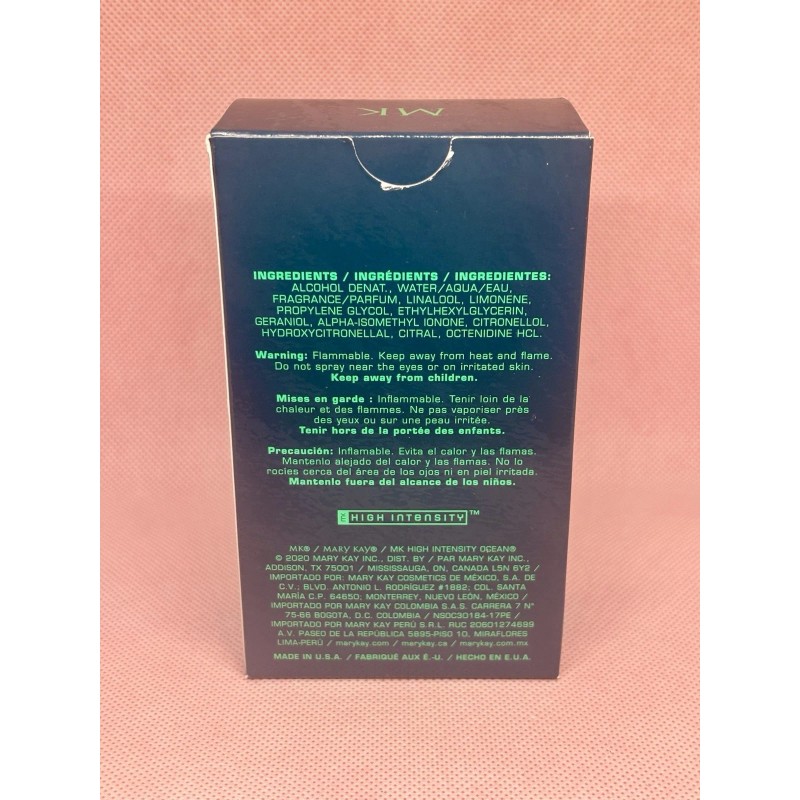 MK
INGREDIENTS / INGRÉDIENTS / INGREDIENTES:
ALCOHOL DENAT., WATER/AQUA/EAU,
FRAGRANCE/PARFUM, LINALOOL, LIMONENE,
PROPYLENE GLYCOL, ETHYLHEXYLGLYCERIN,
GERANIOL, ALPHA-ISOMETHYL IONONE, CITRONELLOL,
HYDROXYCITRONELLAL, CITRAL, OCTENIDINE HCL.
Warning: Flammable. Keep away from heat and flame.
Do not spray near the eyes or on irritated skin.
Keep away from children.
Mises en garde : Inflammable. Tenir loin de la
chaleur et des flammes. Ne pas vaporiser près
des yeux ou sur une peau irritée.
Tenir hors de la portée des enfants.
Precaución: Inflamable. Evita el calor y las flamas.
Mantenlo alejado del calor y las flamas. No lo
rocíes cerca del área de los ojos ni en piel irritada.
Mantenlo fuera del alcance de los niños.
MK HIGH INTENSITY™
MK® / MARY KAY® / MK HIGH INTENSITY OCEAN®
© 2020 MARY KAY INC., DIST. BY / PAR MARY KAY INC.,
ADDISON, TX 75001 / MISSISSAUGA, ON, CANADA L5N 6Y2 /
IMPORTADO POR: MARY KAY COSMETICS DE MÉXICO, S.A. DE
C.V.; BLVD. ANTONIO L. RODRÍGUEZ #1882; COL. SANTA
MARÍA C.P. 64650; MONTERREY, NUEVO LEÓN, MÉXICO /
IMPORTADO POR MARY KAY COLOMBIA S.A.S. CARRERA 7 N°
75-66 BOGOTA, D.C. COLOMBIA / NSOC30184-17PE /
IMPORTADO POR MARY KAY PERÚ S.R.L. RUC 20601274699
A.V. PASEO DE LA REPÚBLICA 5895-PISO 10, MIRAFLORES
LIMA-PERÚ / marykay.com / marykay.ca / marykay.com.mx
MADE IN U.S.A. / FABRIQUÉ AUX É.-U. / HECHO EN E.U.A.